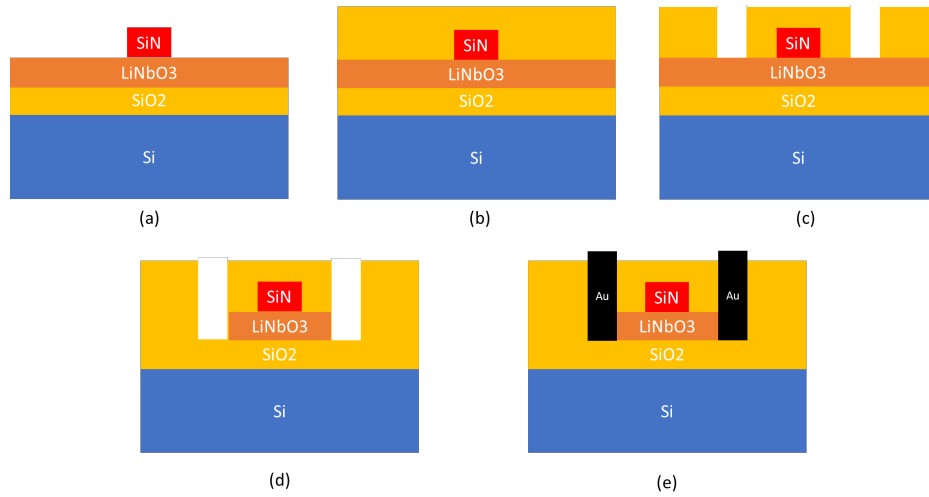 SiN
LiNbO3
SiO2
Si
(a)
SiN
LiNbO3
SiO2
Si
(b)
SiN
LiNbO3
SiO2
Si
(c)
SiN
LiNbO3
SiO2
Si
(d)
Au
SiN
Au
LiNbO3
SiO2
Si
(e)